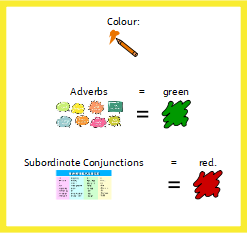 Colour:
Adverbs = green
=
Subordinate Conjunctions = red.
=